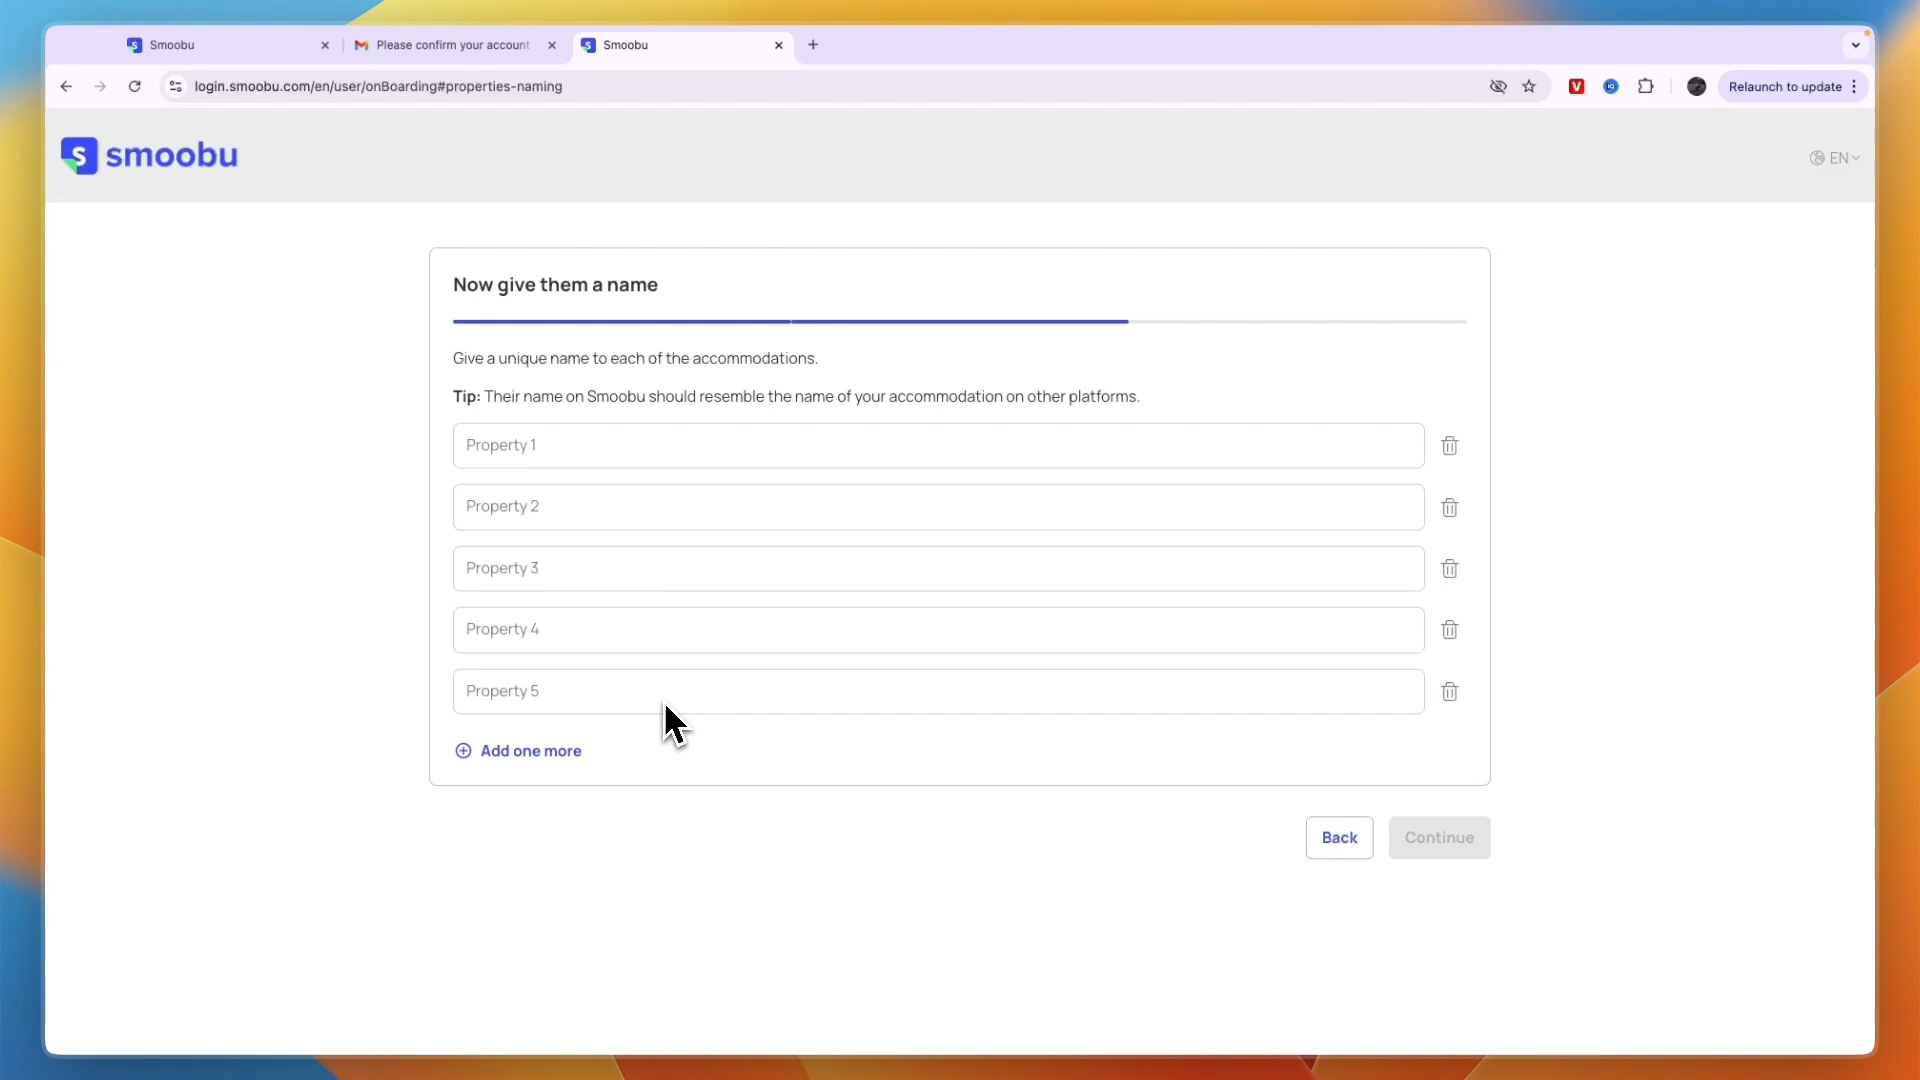 Smoobu
Please confirm your account
Smoobu
login.smoobu.com/en/user/onBoarding#properties-naming
Relaunch to update
smoobu
EN
Now give them a name
Give a unique name to each of the accommodations.
Tip: Their name on Smoobu should resemble the name of your accommodation on other platforms.
Property 1
Property 2
Property 3
Property 4
Property 5
Add one more
Back
Continue